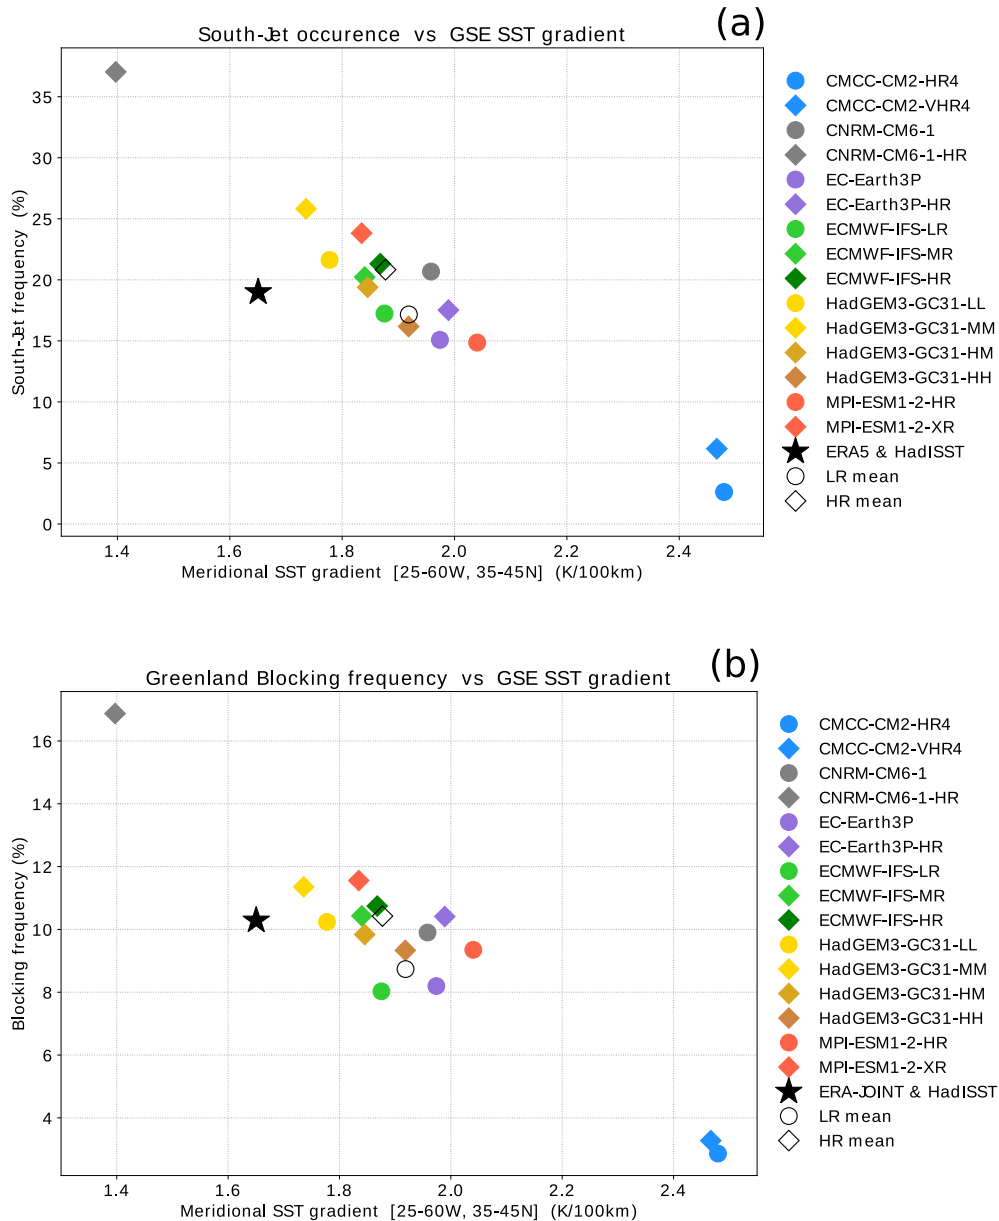 (a)
South-Jet occurence vs GSE SST gradient
35
30
25
20
15
10
5
0
South-Jet frequency (%)
1.4 1.6 1.8 2.0 2.2 2.4
Meridional SST gradient [25-60W, 35-45N] (K/100km)
CMCC-CM2-HR4
CMCC-CM2-VHR4
CNRM-CM6-1
CNRM-CM6-1-HR
EC-Earth3P
EC-Earth3P-HR
ECMWF-IFS-LR
ECMWF-IFS-MR
ECMWF-IFS-HR
HadGEM3-GC31-LL
HadGEM3-GC31-MM
HadGEM3-GC31-HM
HadGEM3-GC31-HH
MPI-ESM1-2-HR
MPI-ESM1-2-XR
ERA5 & HadISST
LR mean
HR mean
(b)
Greenland Blocking frequency vs GSE SST gradient
16
14
12
10
8
6
4
Blocking frequency (%)
1.4 1.6 1.8 2.0 2.2 2.4
Meridional SST gradient [25-60W, 35-45N] (K/100km)
CMCC-CM2-HR4
CMCC-CM2-VHR4
CNRM-CM6-1
CNRM-CM6-1-HR
EC-Earth3P
EC-Earth3P-HR
ECMWF-IFS-LR
ECMWF-IFS-MR
ECMWF-IFS-HR
HadGEM3-GC31-LL
HadGEM3-GC31-MM
HadGEM3-GC31-HM
HadGEM3-GC31-HH
MPI-ESM1-2-HR
MPI-ESM1-2-XR
ERA-JOINT & HadISST
LR mean
HR mean